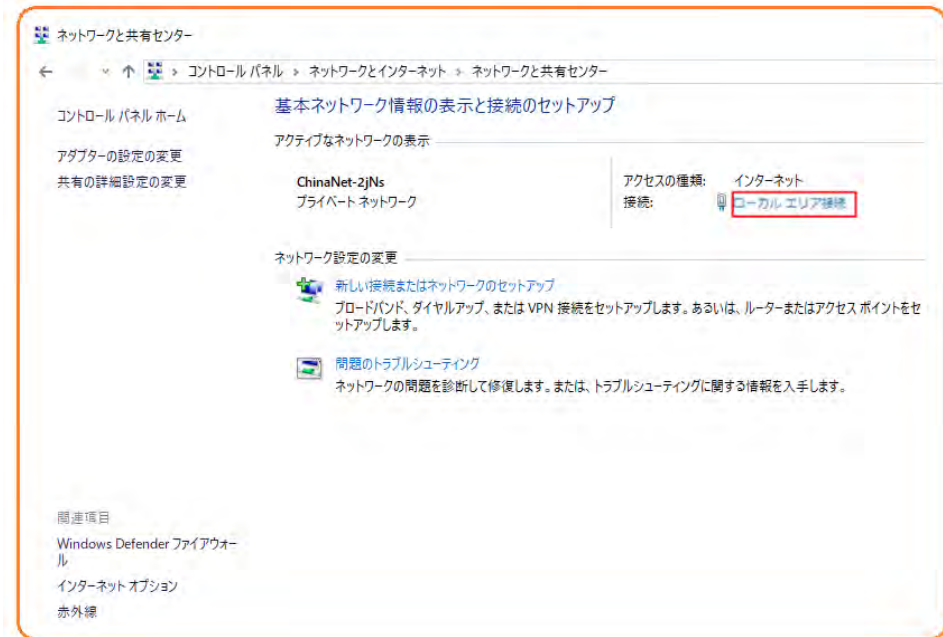 ネットワークと共有センター
コントロール パネル > ネットワークとインターネット > ネットワークと共有センター
コントロール パネル ホーム
アダプターの設定の変更
共有の詳細設定の変更
基本ネットワーク情報の表示と接続のセットアップ
アクティブなネットワークの表示
ChinaNet-2jNs
プライベート ネットワーク
アクセスの種類: インターネット
接続: ローカル エリア接続
ネットワーク設定の変更
新しい接続またはネットワークのセットアップ
ブロードバンド、ダイヤルアップ、または VPN 接続をセットアップします。あるいは、ルーターまたはアクセス ポイントをセ
ットアップします。
問題のトラブルシューティング
ネットワークの問題を診断して修復します。または、トラブルシューティングに関する情報を入手します。
関連項目
Windows Defender ファイアウォー
ル
インターネット オプション
赤外線